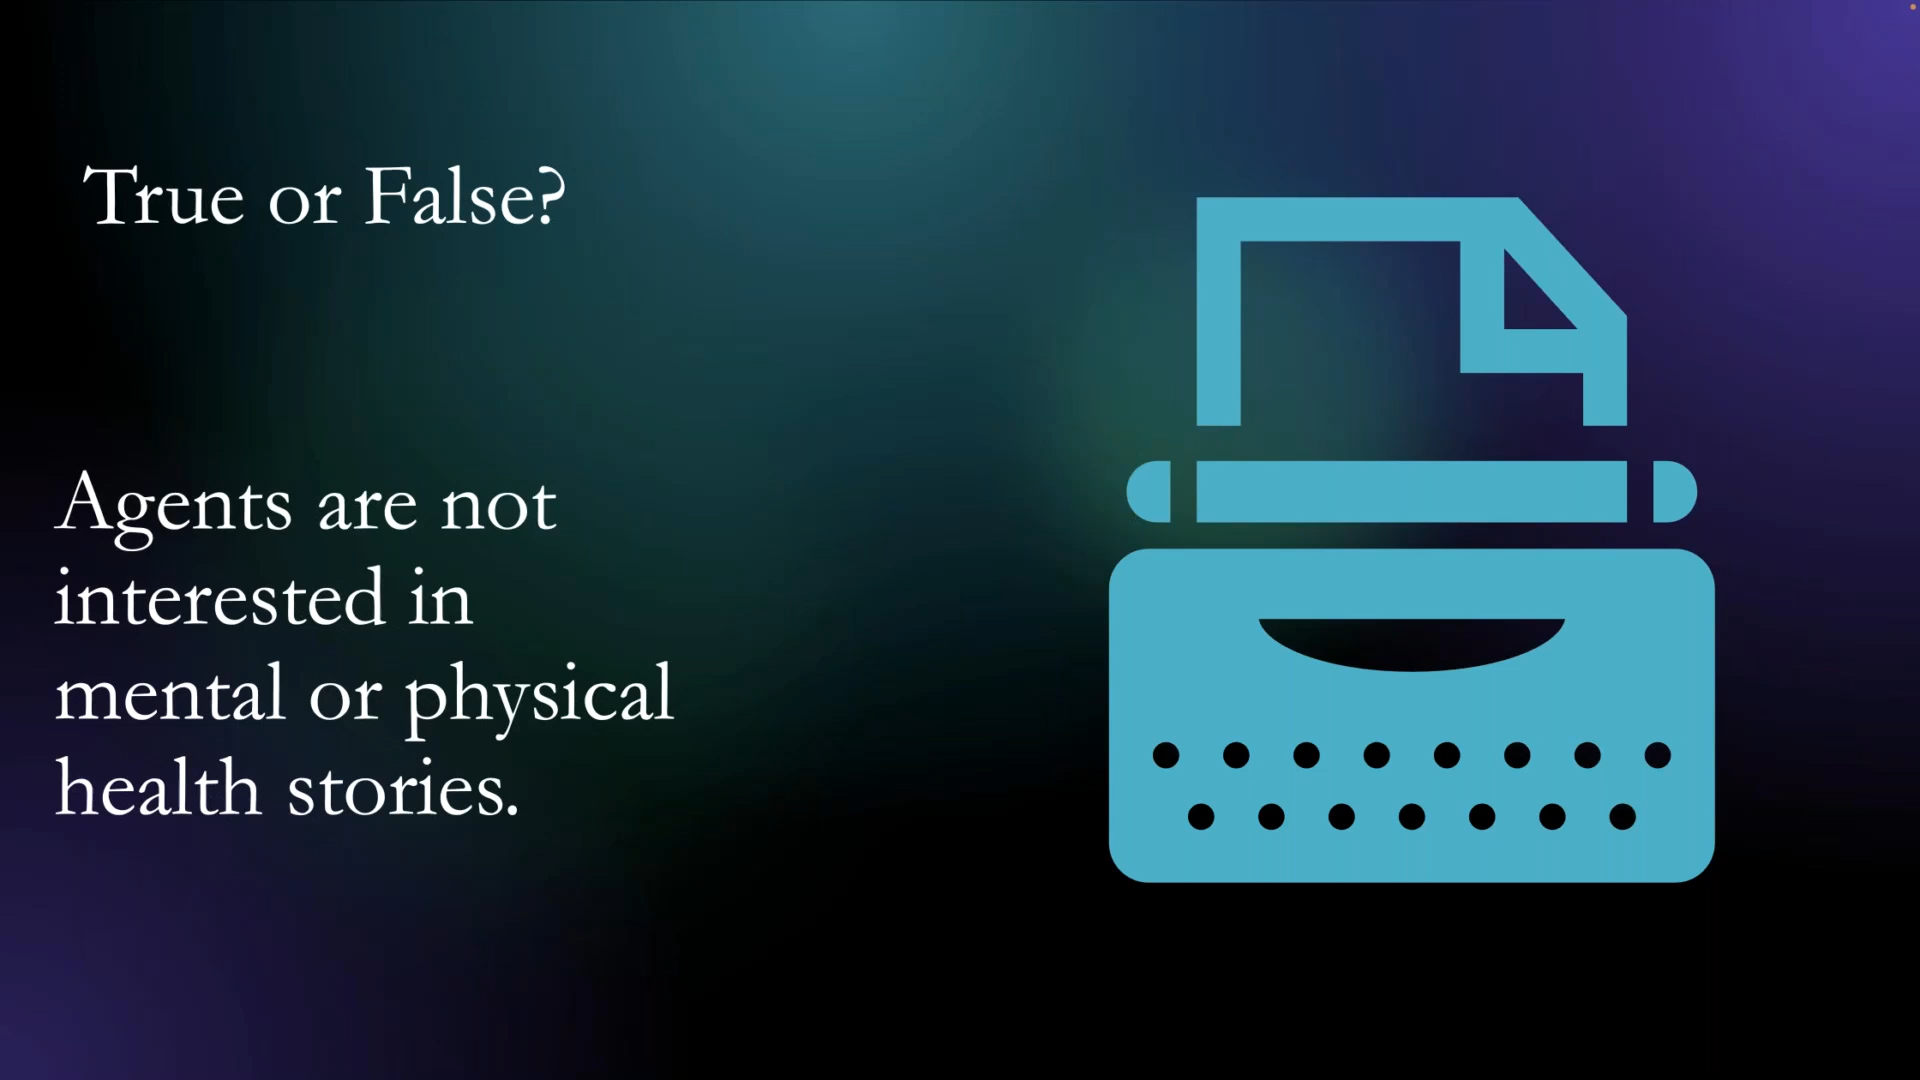 True or False?
Agents are not
interested in
mental or physical
health stories.